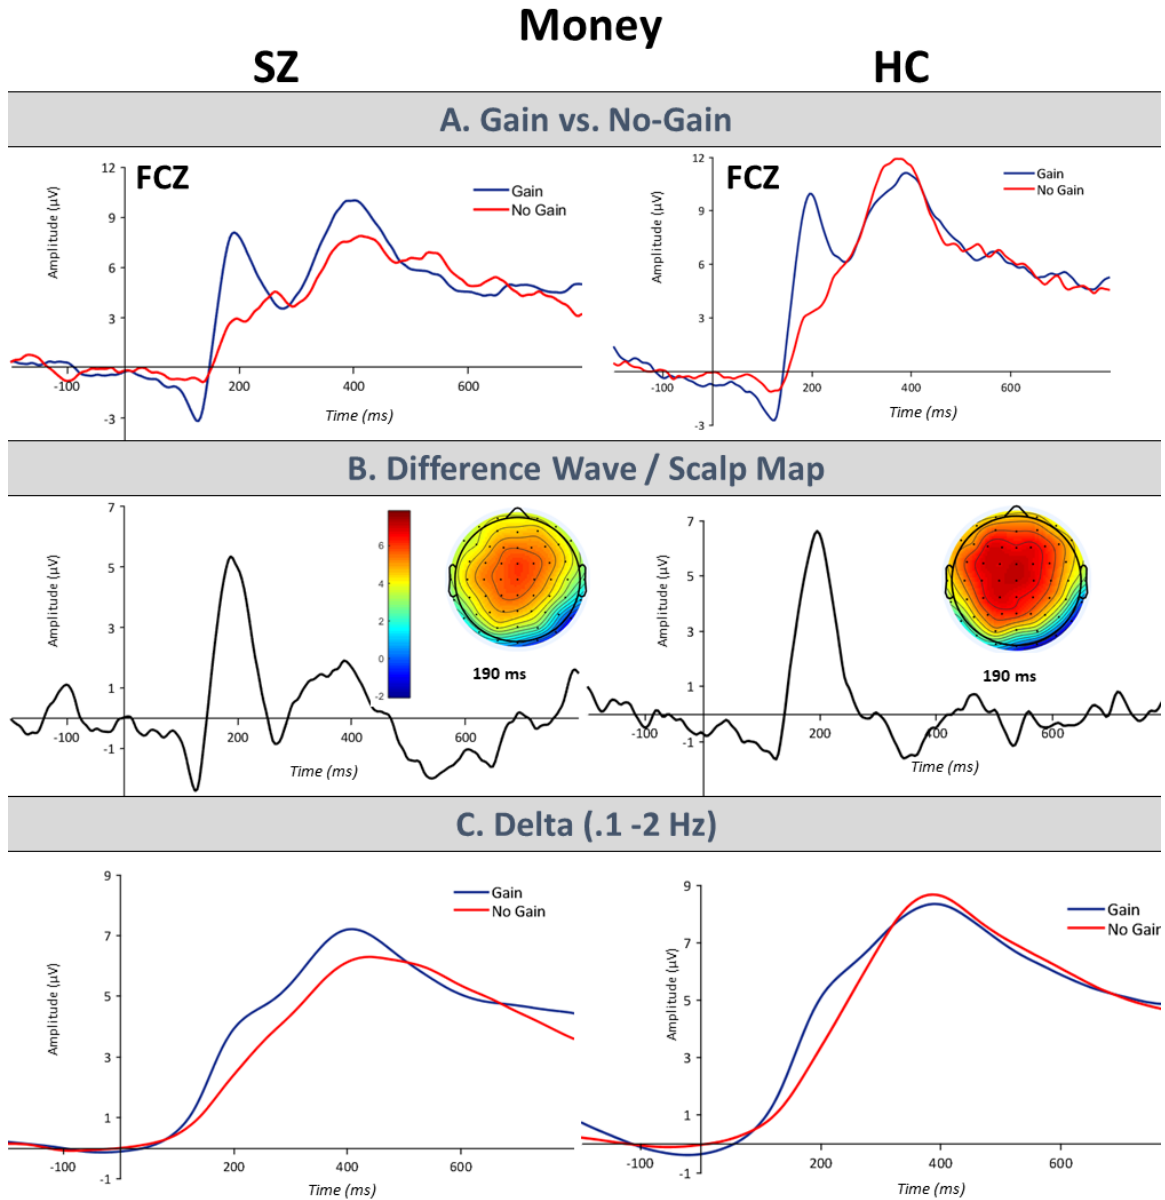 Money
SZ HC
A. Gain vs. No-Gain
12
9
6
3
-3
Amplitude (µV)
FCZ
Gain
No Gain
-100 200 400 600
Time (ms)
12
9
6
3
-3
Amplitude (µV)
FCZ
Gain
No Gain
-100 200 400 600
Time (ms)
B. Difference Wave / Scalp Map
7
5
3
1
-1
Amplitude (µV)
6
4
2
0
-2
190 ms
-100 200 400 600
Time (ms)
7
5
3
1
-1
Amplitude (µV)
190 ms
-100 200 400 600
Time (ms)
C. Delta (.1 -2 Hz)
9
7
5
3
1
-1
Amplitude (µV)
Gain
No Gain
-100 200 400 600
Time (ms)
9
7
5
3
1
-1
Amplitude (µV)
Gain
No Gain
-100 200 400 600
Time (ms)